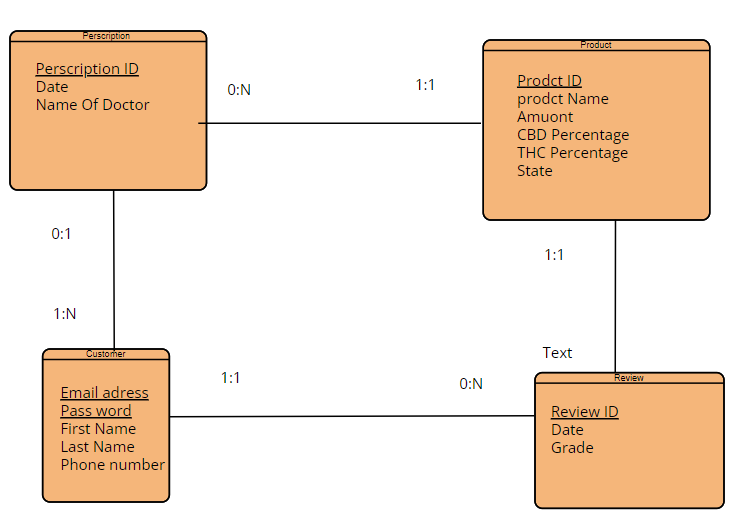 Perscription
Perscription ID
Date
Name Of Doctor
0:N
1:1
Product
Prodct ID
prodct Name
Amuont
CBD Percentage
THC Percentage
State
0:1
1:N
1:1
Text
Customer
Email adress
Pass word
First Name
Last Name
Phone number
1:1
0:N
Review
Review ID
Date
Grade